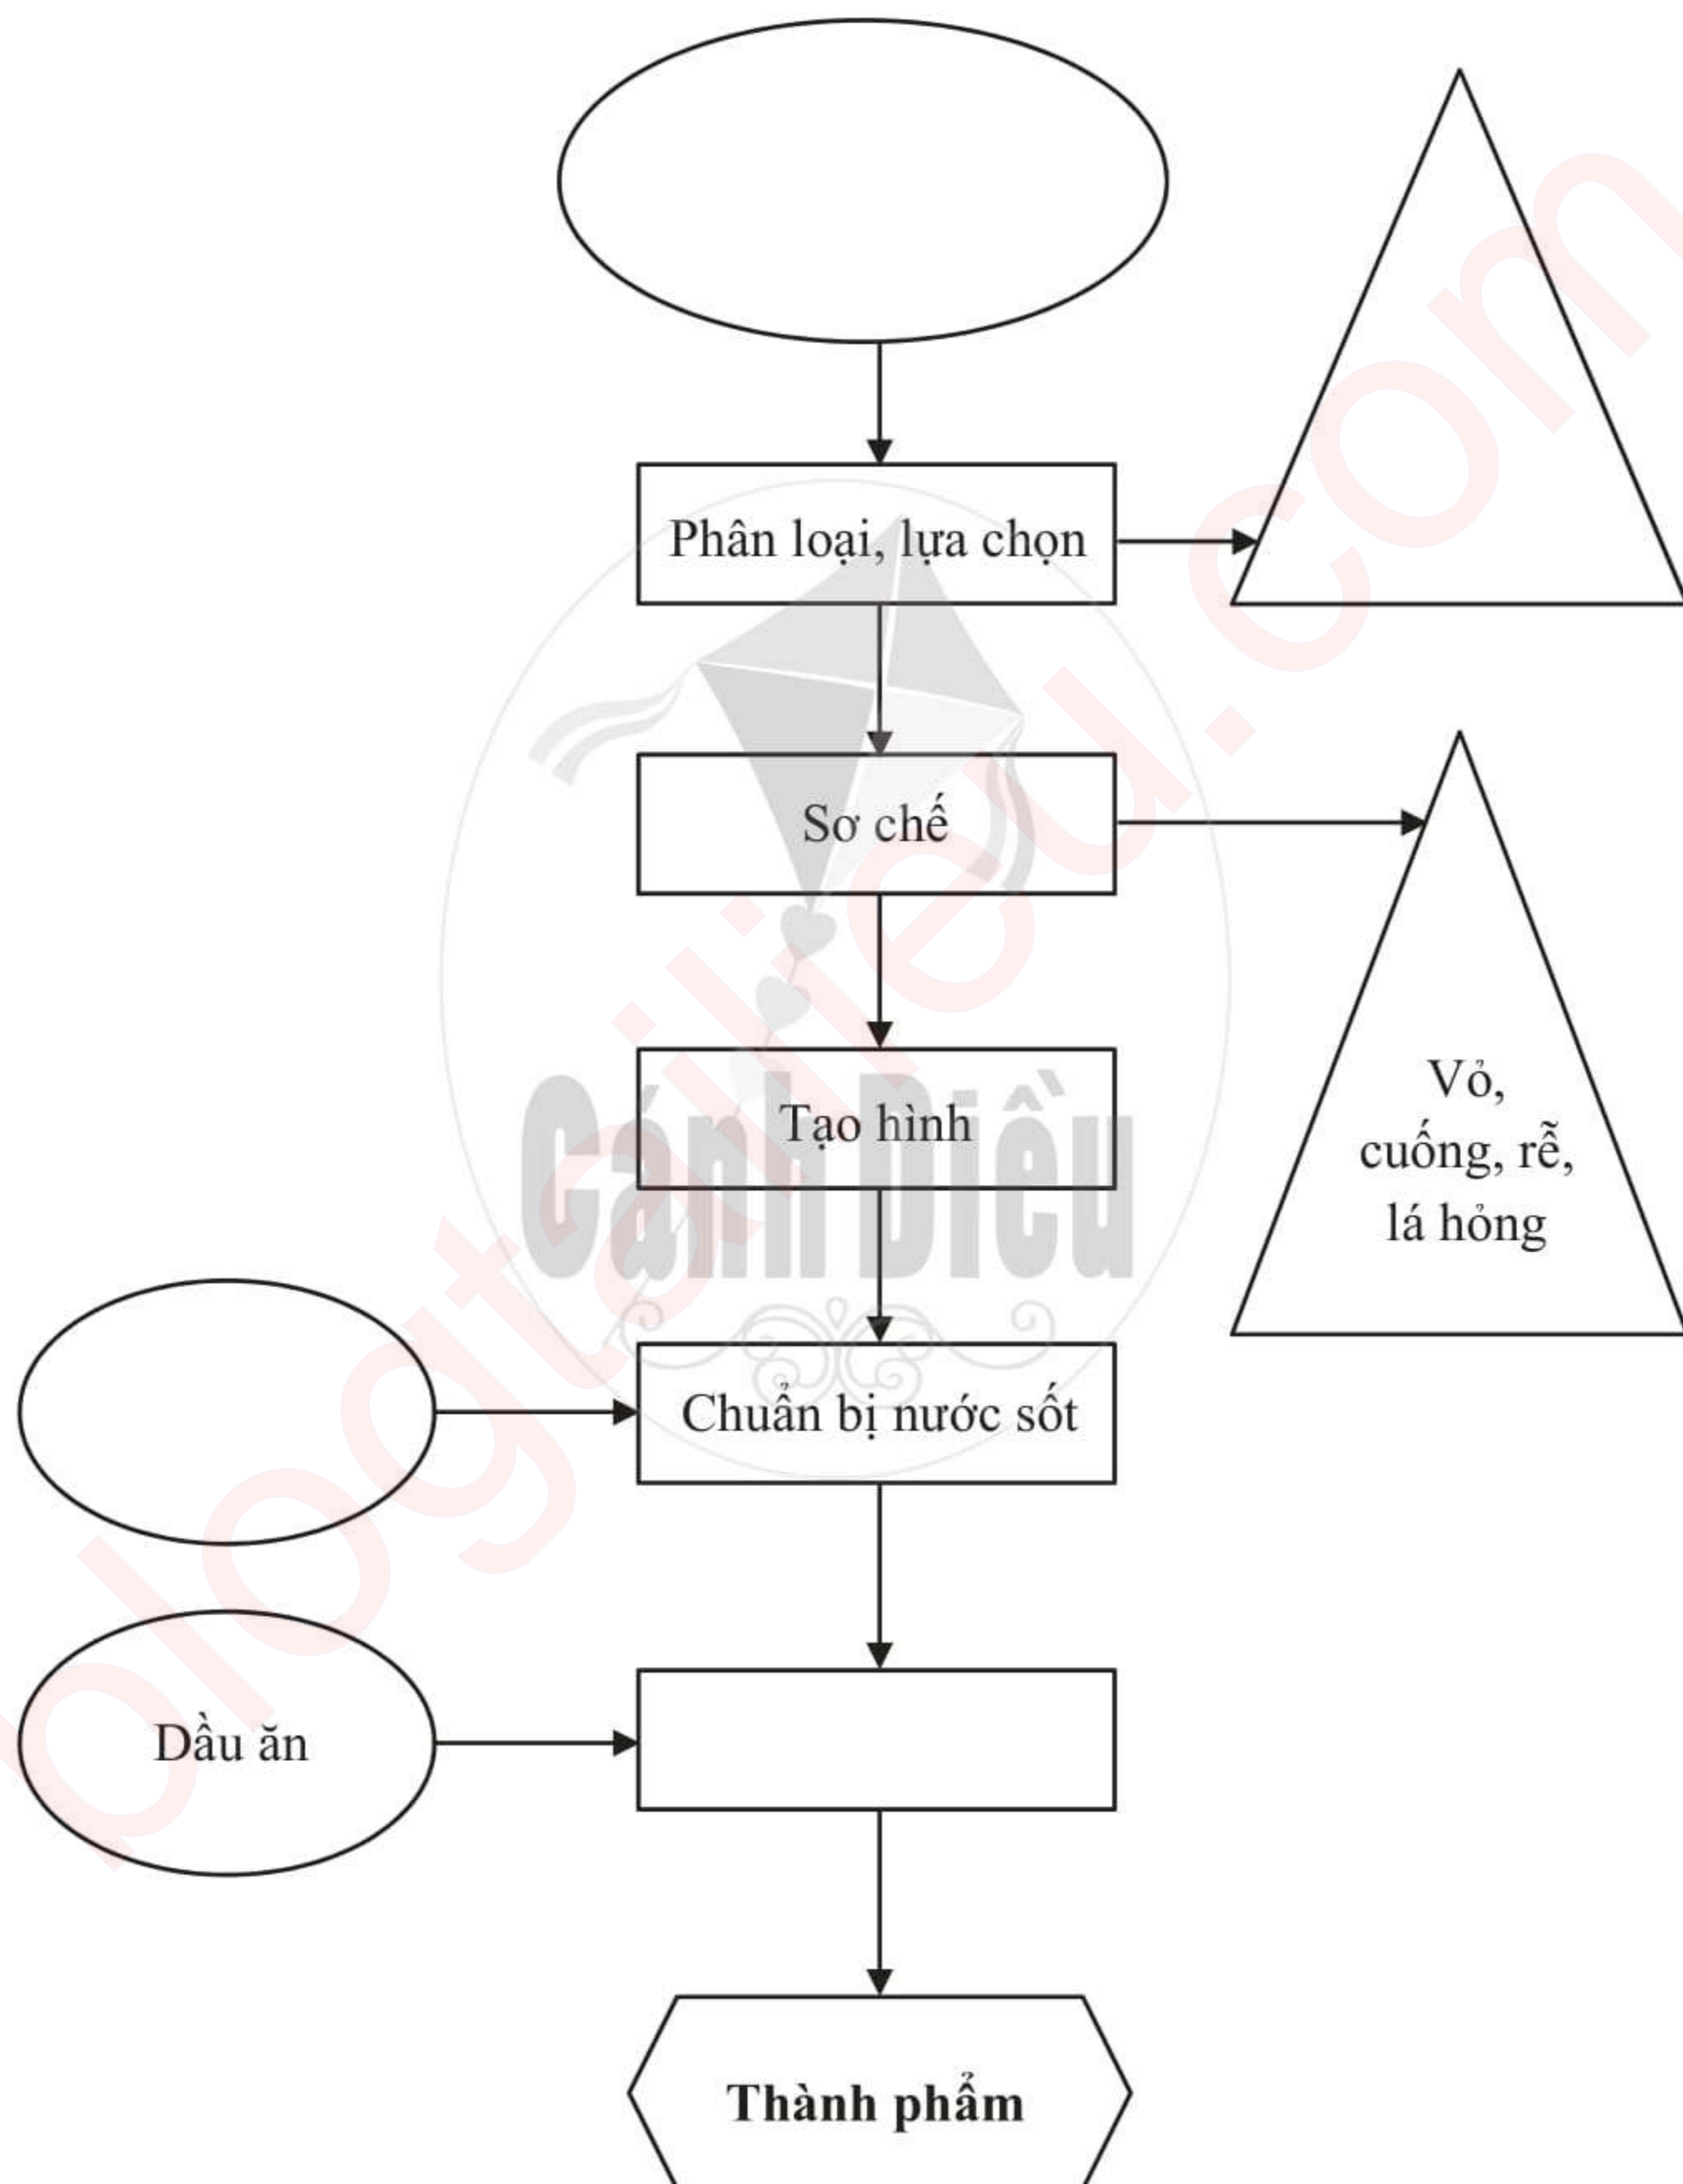 Phân loại, lựa chọn
Sơ chế
Tạo hình
Vỏ,
cuống, rễ,
lá hỏng
Cánh Diều
Chuẩn bị nước sốt
Dầu ăn
Thành phẩm
blogtailieu.com